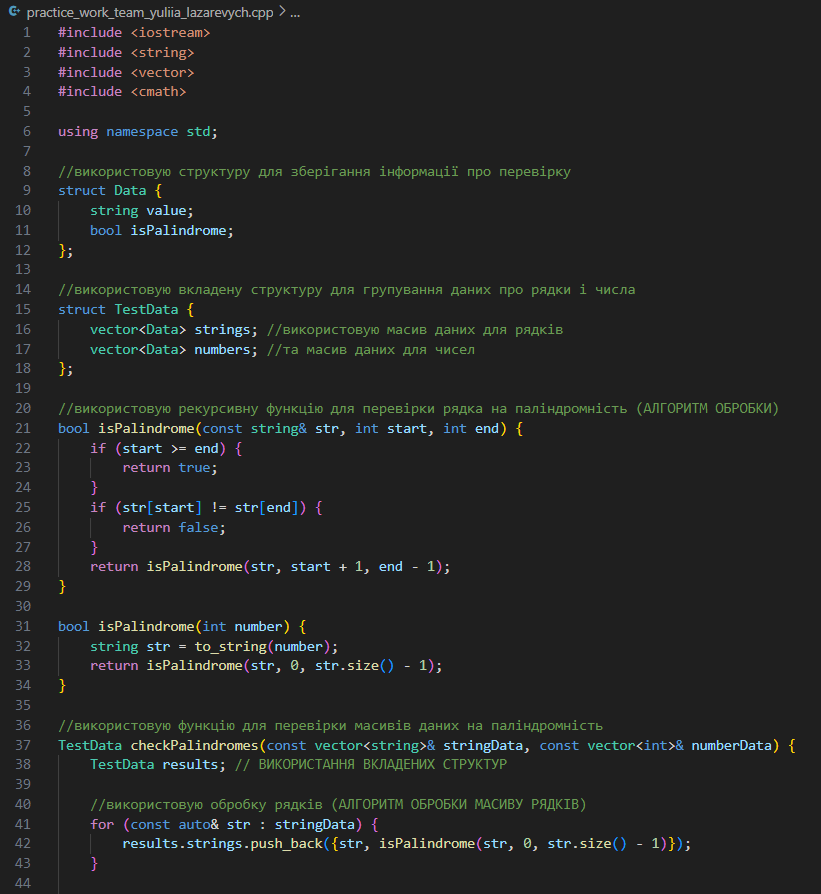 practice_work_team_yuliia_lazarevych.cpp > ...
1 #include <iostream>
2 #include <string>
3 #include <vector>
4 #include <cmath>
5
6 using namespace std;
7
8 //використовую структуру для зберігання інформації про перевірку
9 struct Data {
10     string value;
11     bool isPalindrome;
12 };
13
14 //використовую вкладену структуру для групування даних про рядки і числа
15 struct TestData {
16     vector<Data> strings; //використовую масив даних для рядків
17     vector<Data> numbers; //та масив даних для чисел
18 };
19
20 //використовую рекурсивну функцію для перевірки рядка на паліндромність (АЛГОРИТМ ОБРОБКИ)
21 bool isPalindrome(const string& str, int start, int end) {
22     if (start >= end) {
23         return true;
24     }
25     if (str[start] != str[end]) {
26         return false;
27     }
28     return isPalindrome(str, start + 1, end - 1);
29 }
30
31 bool isPalindrome(int number) {
32     string str = to_string(number);
33     return isPalindrome(str, 0, str.size() - 1);
34 }
35
36 //використовую функцію для перевірки масивів даних на паліндромність
37 TestData checkPalindromes(const vector<string>& stringData, const vector<int>& numberData) {
38     TestData results; // ВИКОРИСТАННЯ ВКЛАДЕНИХ СТРУКТУР
39
40     //використовую обробку рядків (АЛГОРИТМ ОБРОБКИ МАСИВУ РЯДКІВ)
41     for (const auto& str : stringData) {
42         results.strings.push_back({str, isPalindrome(str, 0, str.size() - 1)});
43     }
44